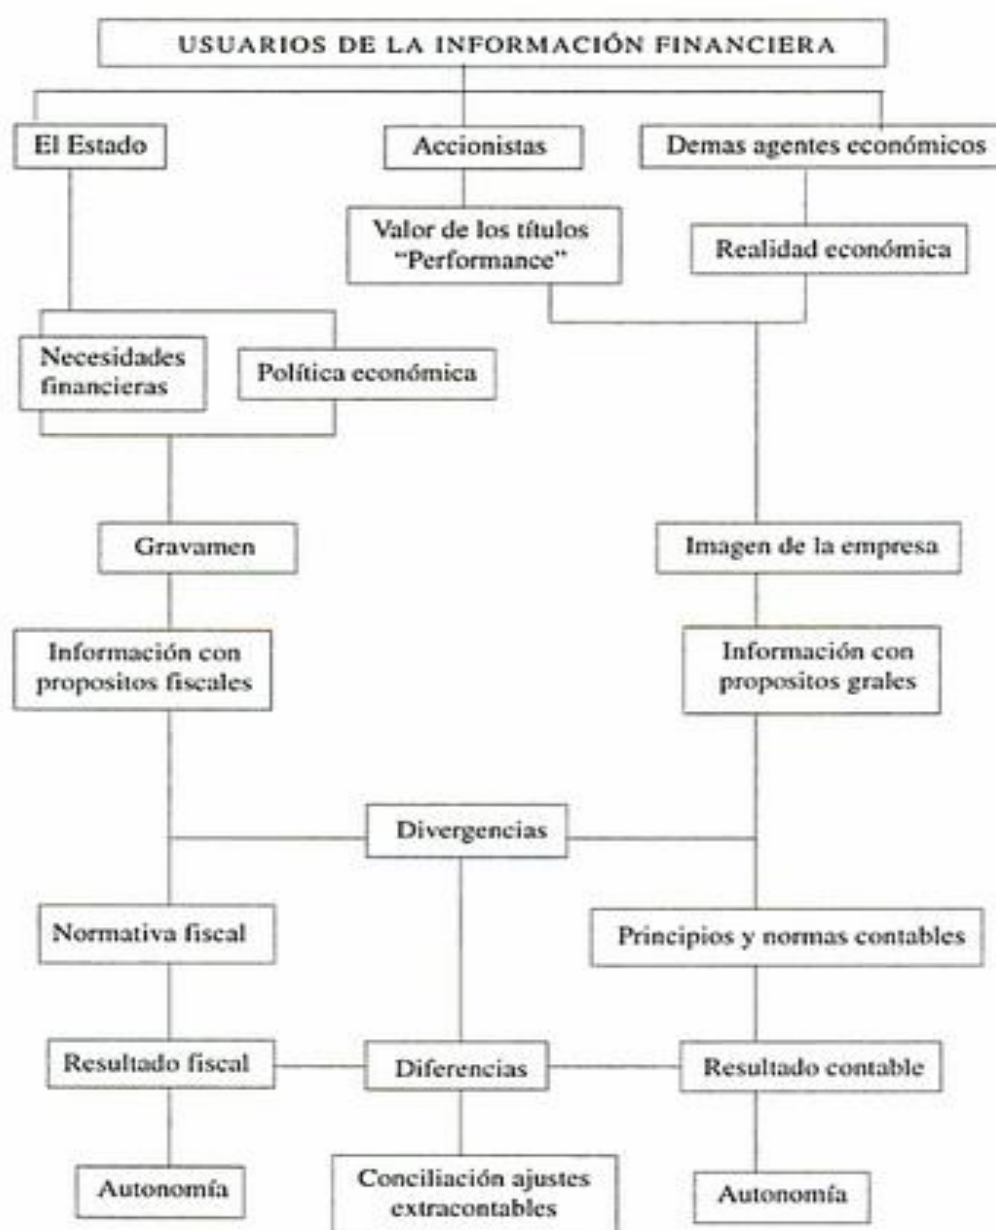 USUARIOS DE LA INFORMACIÓN FINANCIERA
El Estado
Accionistas
Demas agentes económicos
Valor de los títulos
“Performance”
Realidad económica
Necesidades
financieras
Política económica
Gravamen
Imagen de la empresa
Información con
propositos fiscales
Información con
propositos grales
Divergencias
Normativa fiscal
Principios y normas contables
Resultado fiscal
Diferencias
Resultado contable
Autonomía
Conciliación ajustes
extracontables
Autonomía